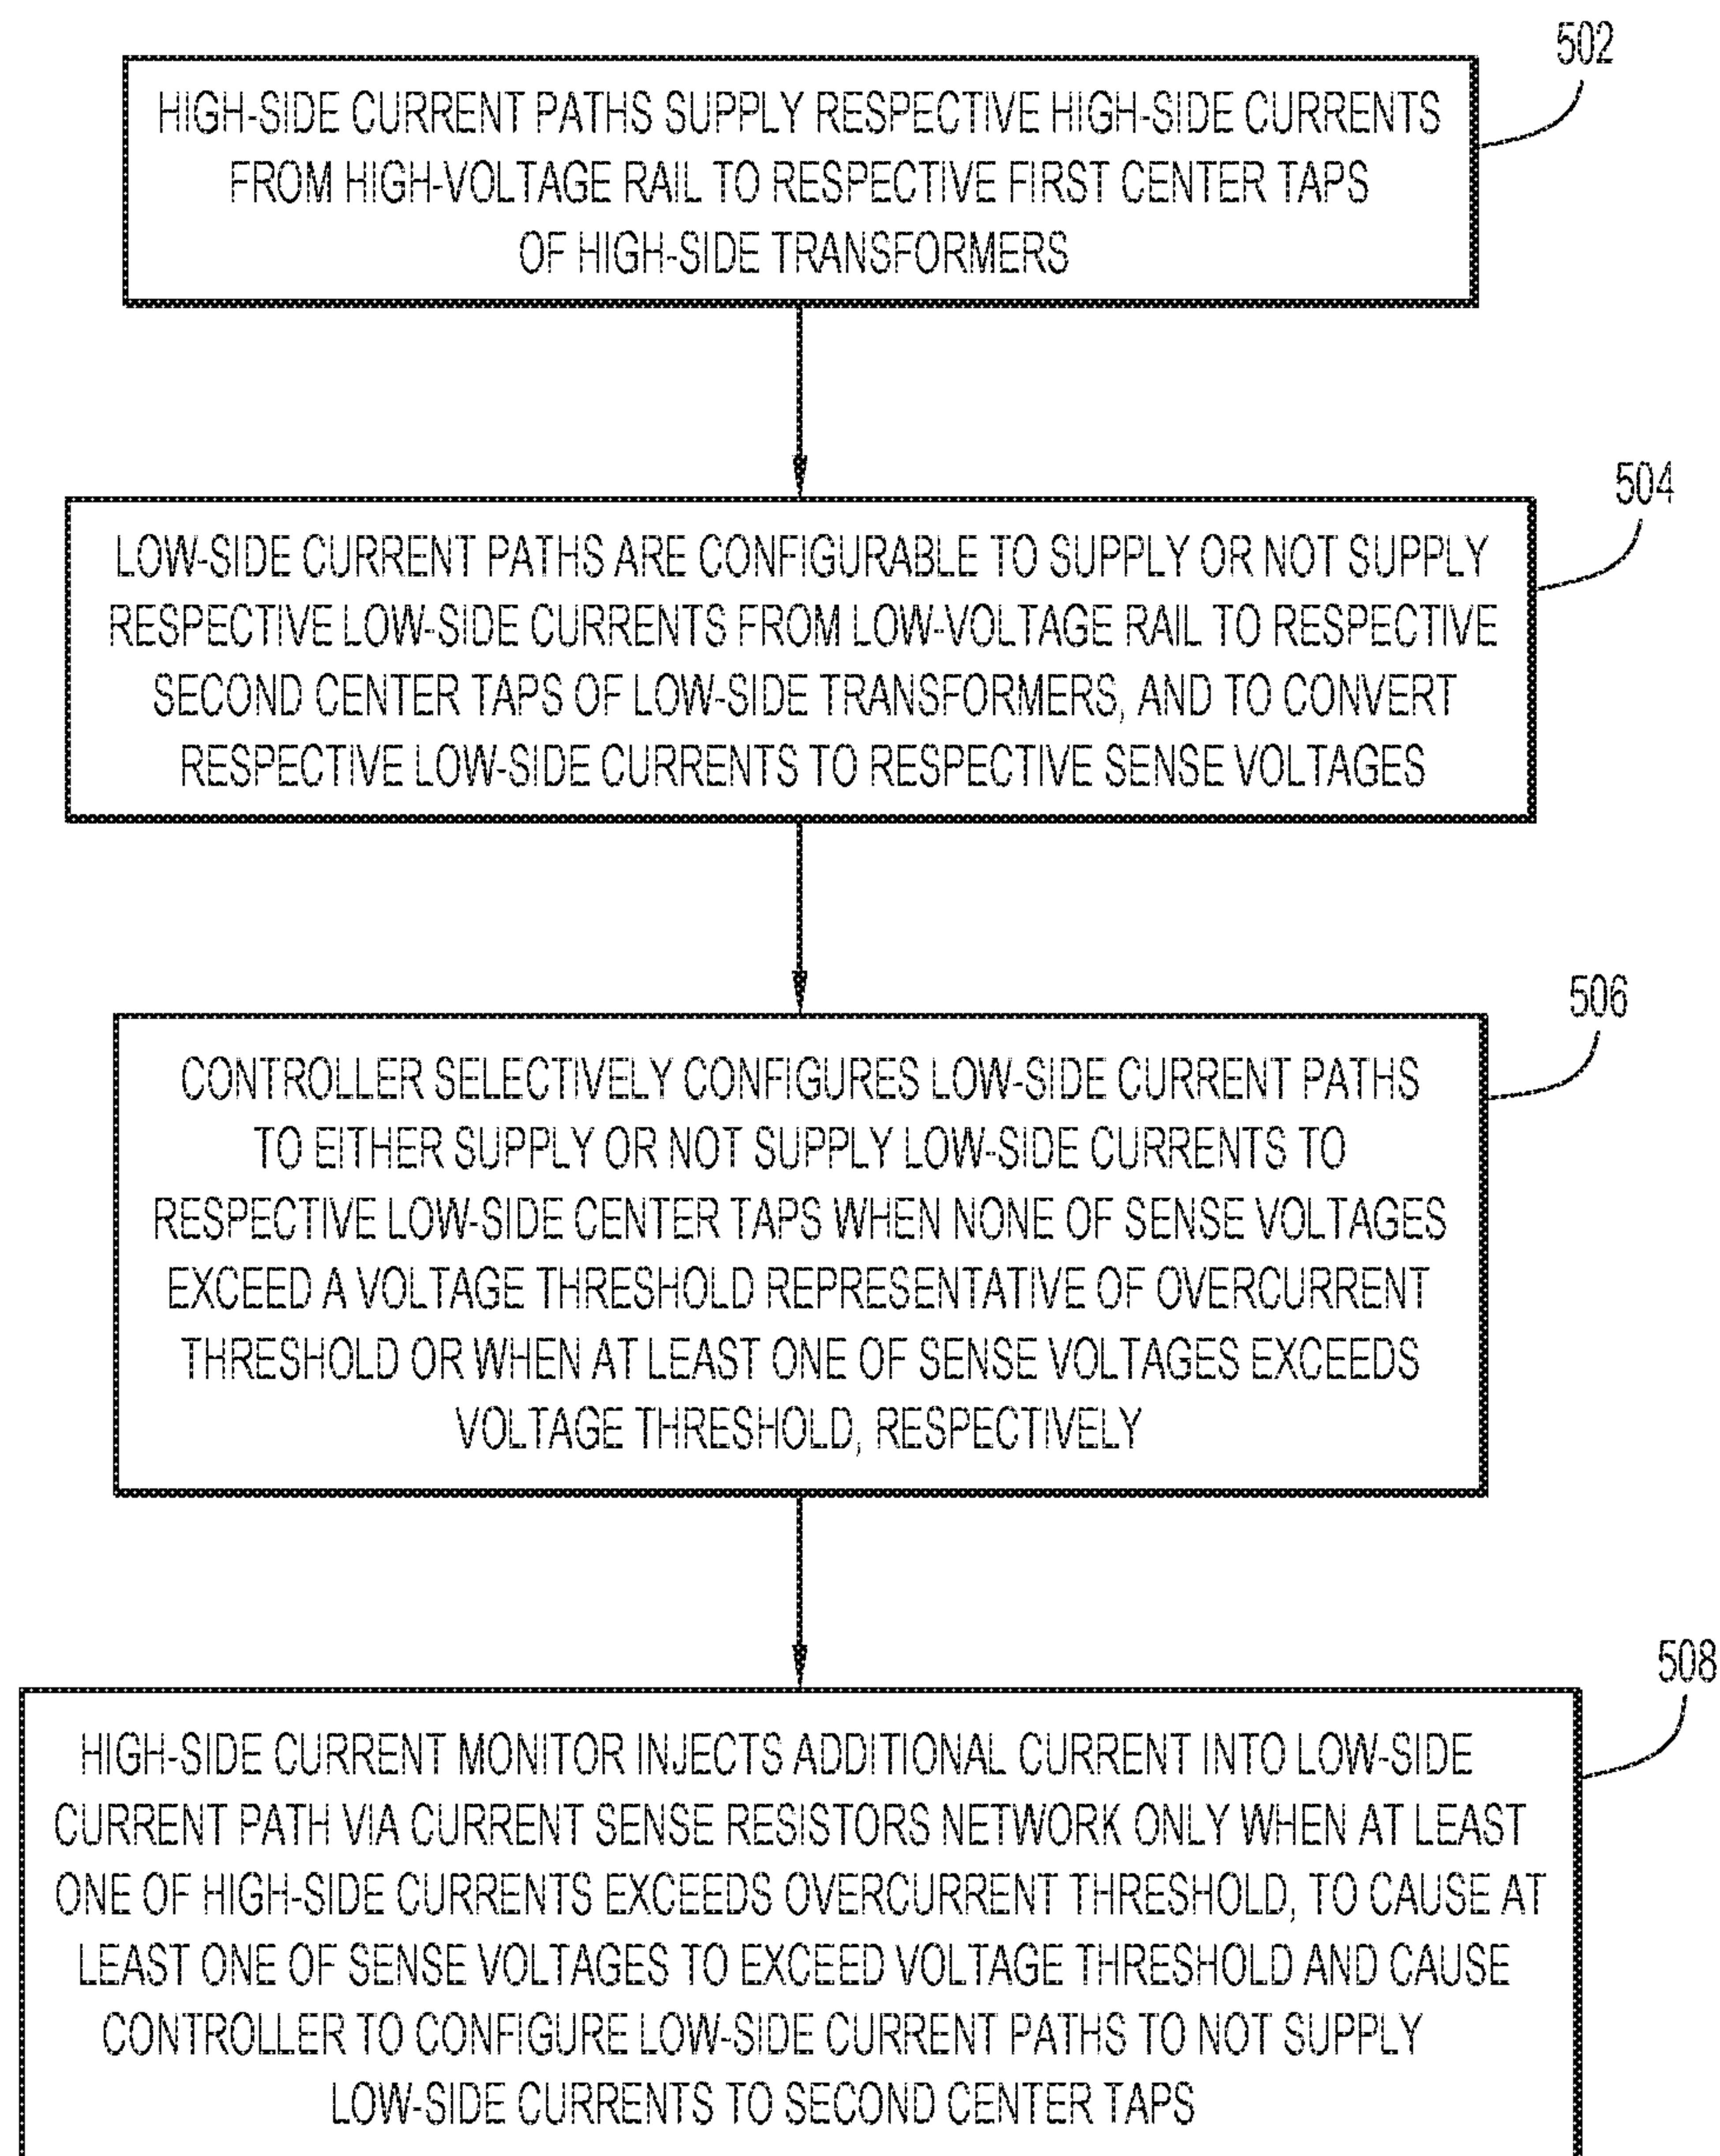 502
HIGH-SIDE CURRENT PATHS SUPPLY RESPECTIVE HIGH-SIDE CURRENTS
FROM HIGH-VOLTAGE RAIL TO RESPECTIVE FIRST CENTER TAPS
OF HIGH-SIDE TRANSFORMERS
504
LOW-SIDE CURRENT PATHS ARE CONFIGURABLE TO SUPPLY OR NOT SUPPLY
RESPECTIVE LOW-SIDE CURRENTS FROM LOW-VOLTAGE RAIL TO RESPECTIVE
SECOND CENTER TAPS OF LOW-SIDE TRANSFORMERS, AND TO CONVERT
RESPECTIVE LOW-SIDE CURRENTS TO RESPECTIVE SENSE VOLTAGES
506
CONTROLLER SELECTIVELY CONFIGURES LOW-SIDE CURRENT PATHS
TO EITHER SUPPLY OR NOT SUPPLY LOW-SIDE CURRENTS TO
RESPECTIVE LOW-SIDE CENTER TAPS WHEN NONE OF SENSE VOLTAGES
EXCEED A VOLTAGE THRESHOLD REPRESENTATIVE OF OVERCURRENT
THRESHOLD OR WHEN AT LEAST ONE OF SENSE VOLTAGES EXCEEDS
VOLTAGE THRESHOLD, RESPECTIVELY
508
HIGH-SIDE CURRENT MONITOR INJECTS ADDITIONAL CURRENT INTO LOW-SIDE
CURRENT PATH VIA CURRENT SENSE RESISTORS NETWORK ONLY WHEN AT LEAST
ONE OF HIGH-SIDE CURRENTS EXCEEDS OVERCURRENT THRESHOLD, TO CAUSE AT
LEAST ONE OF SENSE VOLTAGES TO EXCEED VOLTAGE THRESHOLD AND CAUSE
CONTROLLER TO CONFIGURE LOW-SIDE CURRENT PATHS TO NOT SUPPLY
LOW-SIDE CURRENTS TO SECOND CENTER TAPS